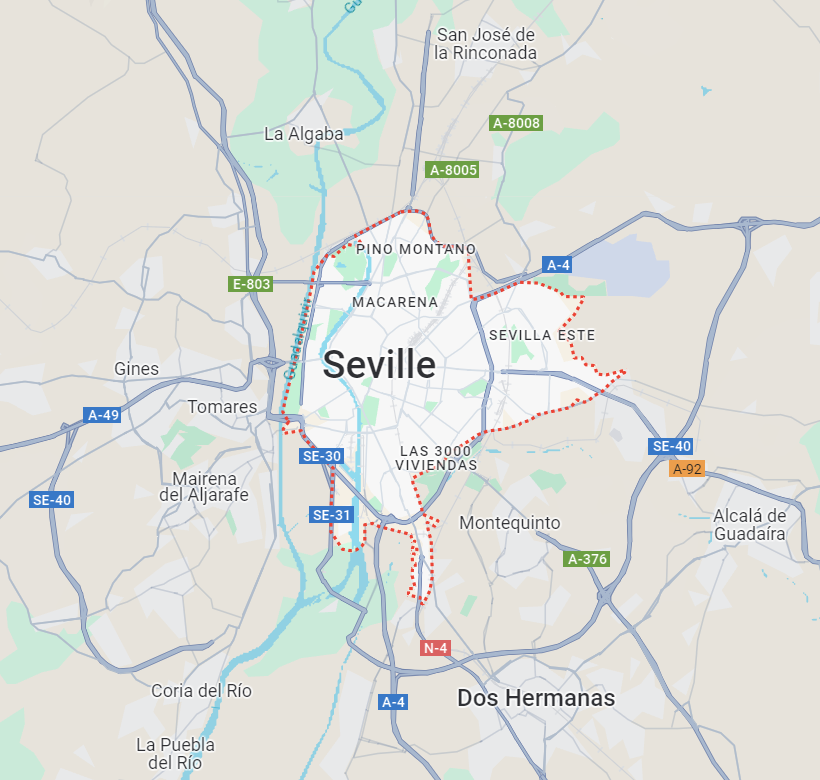 Gu
San José de
la Rinconada
A-8008
La Algaba
A-8005
PINO MONTANO
A-4
E-803
MACARENA
Guadalquivir
SEVILLA ESTE
Seville
Gines
Tomares
A-49
LAS 3000
VIVIENDAS
SE-30
SE-40
A-92
Mairena
del Aljarafe
SE-40
SE-31
Montequinto
Alcalá de
Guadaíra
A-376
N-4
Coria del Río
A-4
Dos Hermanas
La Puebla
del Río